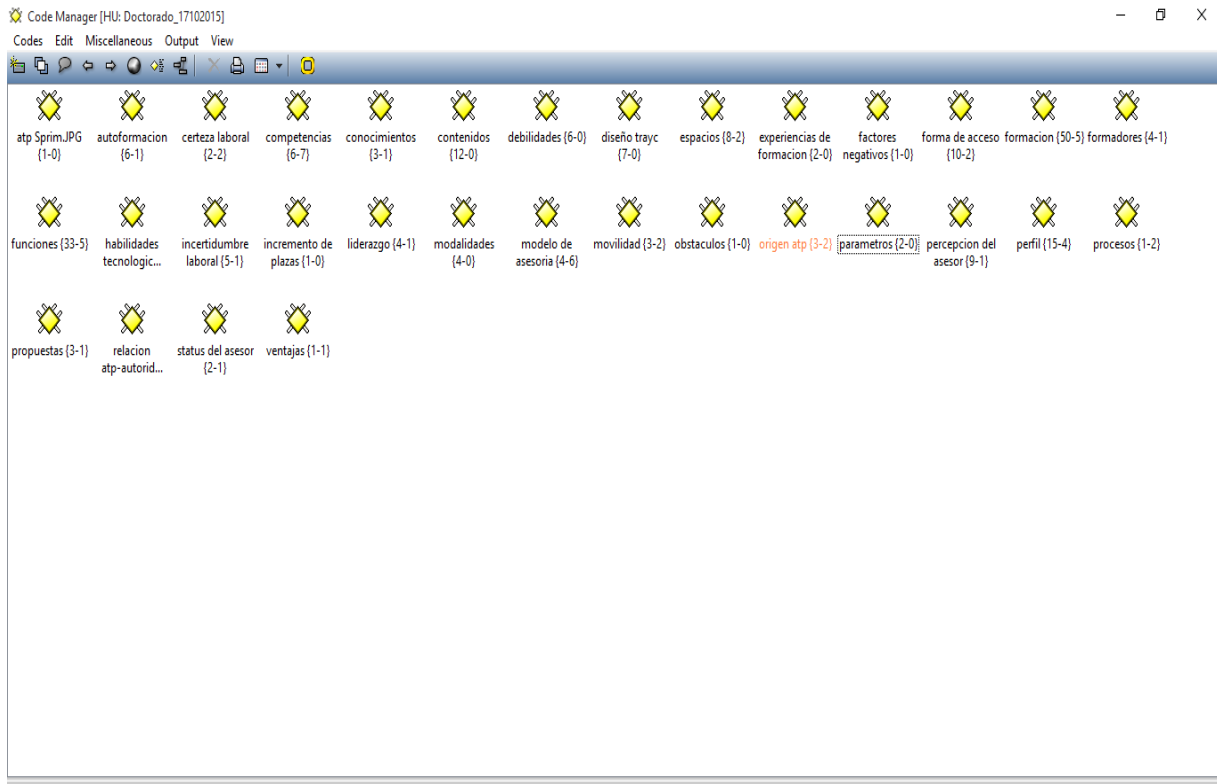 Code Manager [HU: Doctorado_17102015]
Codes Edit Miscellaneous Output View
atp Sprim.JPG {1-0}
autoformacion {6-1}
certeza laboral {2-2}
competencias {6-7}
conocimientos {3-1}
contenidos {12-0}
debilidades {6-0}
diseño trayc {7-0}
espacios {8-2}
experiencias de formacion {2-0}
factores negativos {1-0}
forma de acceso {10-2}
formacion {50-5}
formadores {4-1}
funciones {33-5}
habilidades tecnologic...
incertidumbre laboral {5-1}
incremento de plazas {1-0}
liderazgo {4-1}
modalidades {4-0}
modelo de asesoria {4-6}
movilidad {3-2}
obstaculos {1-0}
origen atp {3-2}
parametros {2-0}
percepcion del asesor {9-1}
perfil {15-4}
procesos {1-2}
propuestas {3-1}
relacion atp-autorid...
status del asesor {2-1}
ventajas {1-1}